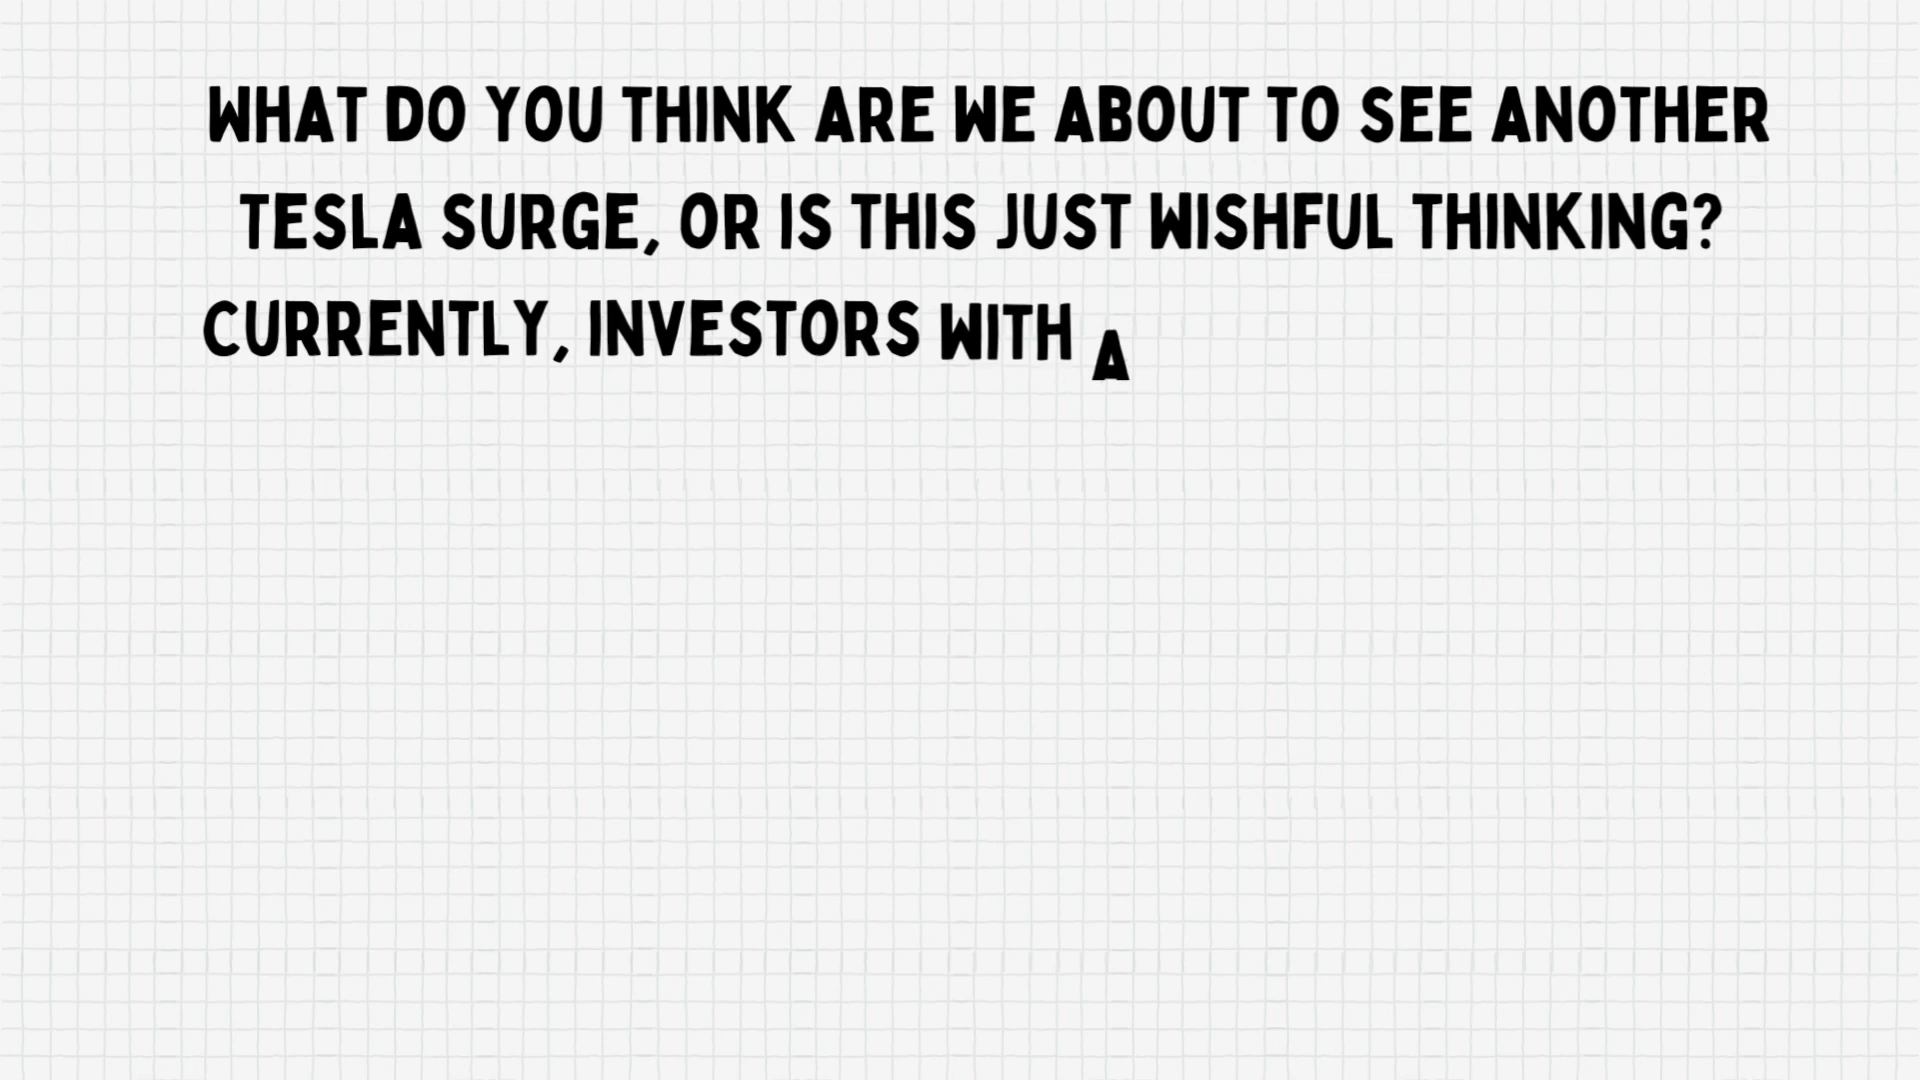 WHAT DO YOU THINK ARE WE ABOUT TO SEE ANOTHER
TESLA SURGE, OR IS THIS JUST WISHFUL THINKING?
CURRENTLY, INVESTORS WITH A